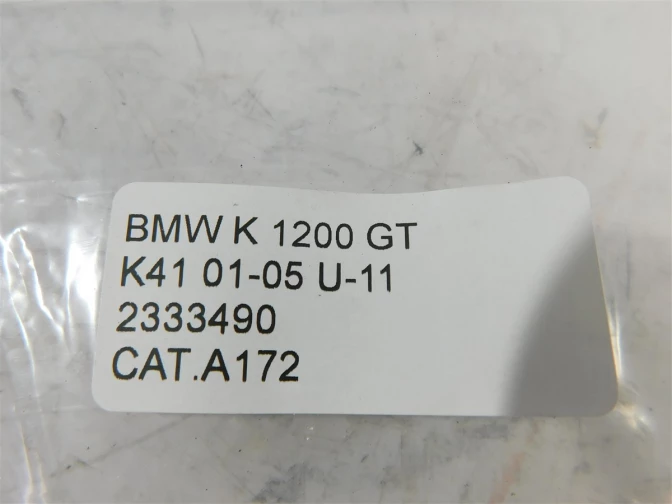 BMW K 1200 GT
K41 01-05 U-11
2333490
CAT.A172